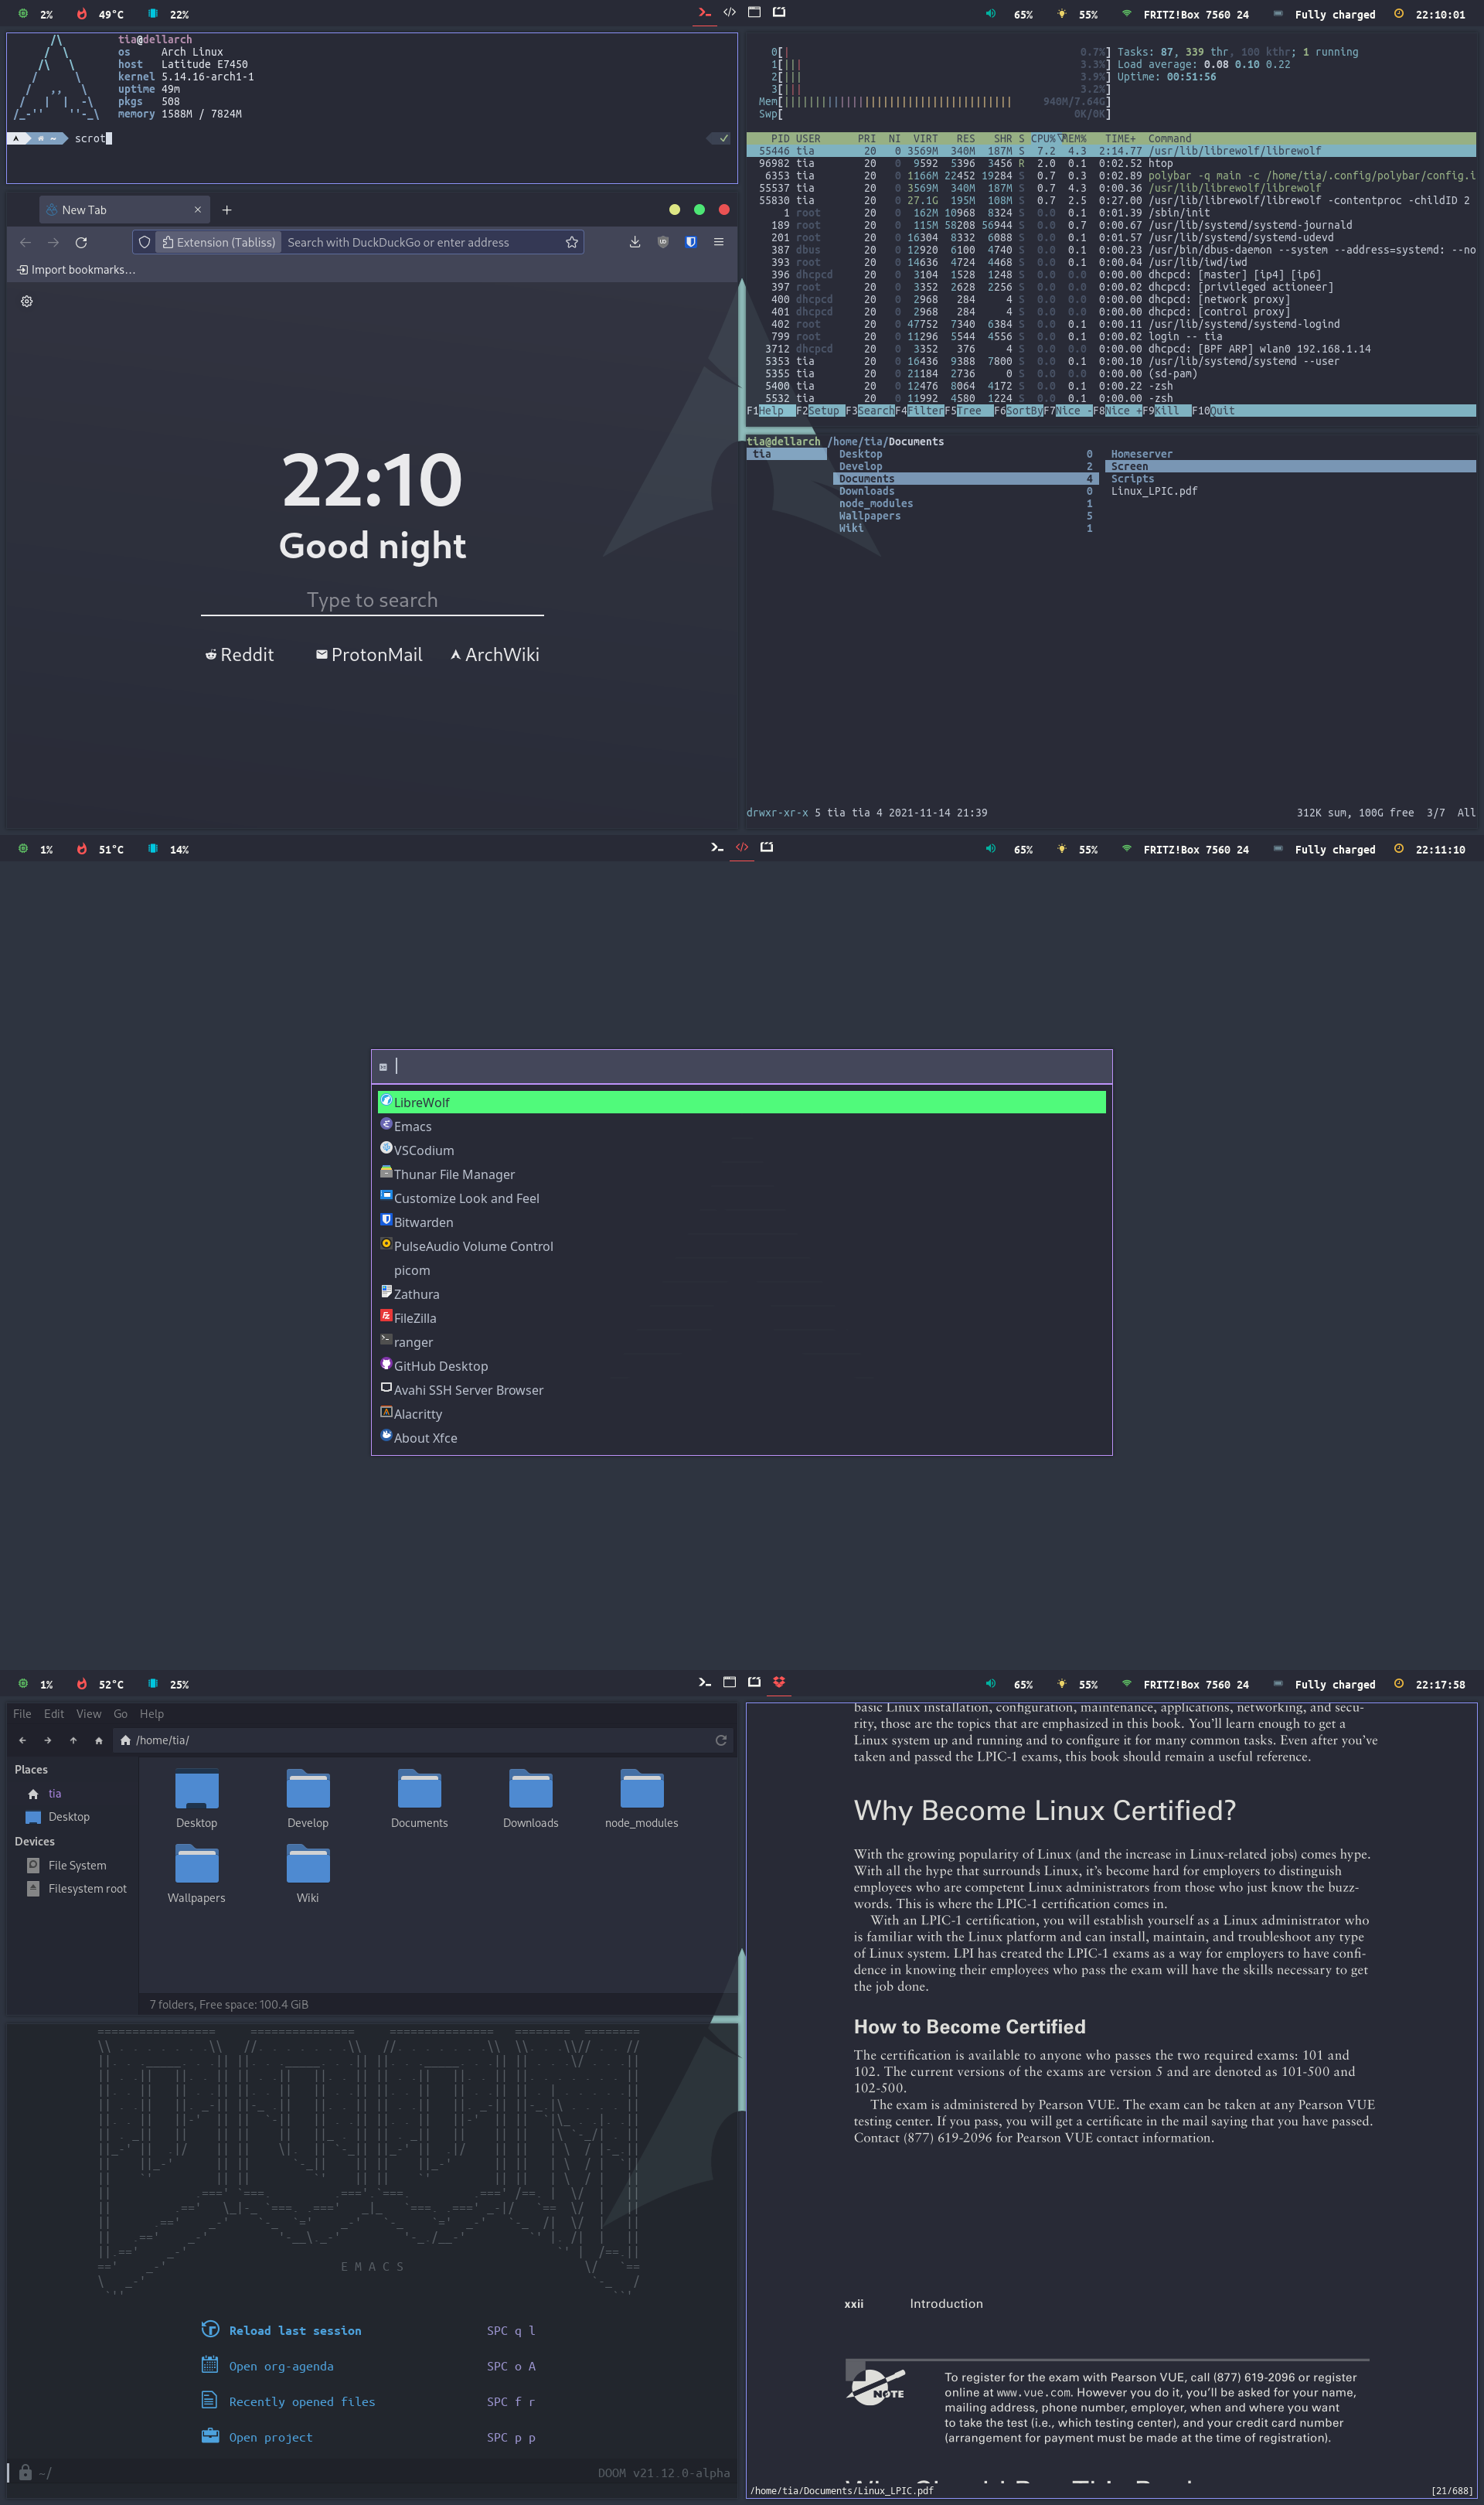 2% 49°C 22% 65% 55% FRITZ!Box 7560 24 Fully charged 22:10:01
tia@dellarch
os Arch Linux
host Latitude E7450
kernel 5.14.16-arch1-1
uptime 49m
pkgs 508
memory 1588M / 7824M
~ scrot
New Tab
Extension (Tabliss) Search with DuckDuckGo or enter address
Import bookmarks…
22:10
Good night
Type to search
Reddit ProtonMail ArchWiki
0[| 0.7%] Tasks: 87, 339 thr, 100 kthr; 1 running
1[||| 3.3%] Load average: 0.08 0.10 0.22
2[||| 3.9%] Uptime: 00:51:56
3[||| 3.2%]
Mem[ 940M/7.64G]
Swp[ 0K/0K]
PID USER PRI NI VIRT RES SHR S CPU%▽MEM% TIME+ Command
55446 tia 20 0 3569M 340M 187M S 7.2 4.3 2:14.77 /usr/lib/librewolf/librewolf
96982 tia 20 0 9592 5396 3456 R 2.0 0.1 0:02.52 htop
6353 tia 20 0 1166M 22452 19284 S 0.7 0.3 0:02.89 polybar -q main -c /home/tia/.config/polybar/config.i
55537 tia 20 0 3569M 340M 187M S 0.7 4.3 0:00.36 /usr/lib/librewolf/librewolf
55830 tia 20 0 27.1G 195M 108M S 0.7 2.5 0:27.00 /usr/lib/librewolf/librewolf -contentproc -childID 2
1 root 20 0 162M 10968 8324 S 0.0 0.1 0:01.39 /sbin/init
189 root 20 0 115M 58208 56944 S 0.0 0.7 0:00.67 /usr/lib/systemd/systemd-journald
201 root 20 0 16304 8332 6088 S 0.0 0.1 0:01.57 /usr/lib/systemd/systemd-udevd
387 dbus 20 0 12920 6100 4740 S 0.0 0.1 0:00.23 /usr/bin/dbus-daemon --system --address=systemd: --no
393 root 20 0 14636 4724 4468 S 0.0 0.1 0:00.04 /usr/lib/iwd/iwd
396 dhcpcd 20 0 3104 1528 1248 S 0.0 0.0 0:00.00 dhcpcd: [master] [ip4] [ip6]
397 root 20 0 3352 2628 2256 S 0.0 0.0 0:00.02 dhcpcd: [privileged actioneer]
400 dhcpcd 20 0 2968 284 4 S 0.0 0.0 0:00.00 dhcpcd: [network proxy]
401 dhcpcd 20 0 2968 284 4 S 0.0 0.0 0:00.00 dhcpcd: [control proxy]
402 root 20 0 47752 7340 6384 S 0.0 0.1 0:00.11 /usr/lib/systemd/systemd-logind
799 root 20 0 11296 5544 4556 S 0.0 0.1 0:00.02 login -- tia
3712 dhcpcd 20 0 3352 376 4 S 0.0 0.0 0:00.00 dhcpcd: [BPF ARP] wlan0 192.168.1.14
5353 tia 20 0 16436 9388 7800 S 0.0 0.1 0:00.10 /usr/lib/systemd/systemd --user
5355 tia 20 0 21184 2736 0 S 0.0 0.0 0:00.00 (sd-pam)
5400 tia 20 0 12476 8064 4172 S 0.0 0.1 0:00.22 -zsh
5532 tia 20 0 11992 4580 1224 S 0.0 0.1 0:00.00 -zsh
F1Help F2Setup F3SearchF4FilterF5Tree F6SortByF7Nice -F8Nice +F9Kill F10Quit
tia@dellarch /home/tia/Documents
tia Desktop 0 Homeserver
Develop 2 Screen
Documents 4 Scripts
Downloads 0 Linux_LPIC.pdf
node_modules 1
Wallpapers 5
Wiki 1
drwxr-xr-x 5 tia tia 4 2021-11-14 21:39 312K sum, 100G free 3/7 All
1% 51°C 14% 65% 55% FRITZ!Box 7560 24 Fully charged 22:11:10
LibreWolf
Emacs
VSCodium
Thunar File Manager
Customize Look and Feel
Bitwarden
PulseAudio Volume Control
picom
Zathura
FileZilla
ranger
GitHub Desktop
Avahi SSH Server Browser
Alacritty
About Xfce
1% 52°C 25% 65% 55% FRITZ!Box 7560 24 Fully charged 22:17:58
File Edit View Go Help
/home/tia/
Places
tia
Desktop
Devices
File System
Filesystem root
Desktop Develop Documents Downloads node_modules
Wallpapers Wiki
7 folders, Free space: 100.4 GiB
E M A C S
Reload last session SPC q l
Open org-agenda SPC o A
Recently opened files SPC f r
Open project SPC p p
~/ DOOM v21.12.0-alpha
basic Linux installation, configuration, maintenance, applications, networking, and secu-
rity, those are the topics that are emphasized in this book. You’ll learn enough to get a
Linux system up and running and to configure it for many common tasks. Even after you’ve
taken and passed the LPIC-1 exams, this book should remain a useful reference.
Why Become Linux Certified?
With the growing popularity of Linux (and the increase in Linux-related jobs) comes hype.
With all the hype that surrounds Linux, it’s become hard for employers to distinguish
employees who are competent Linux administrators from those who just know the buzz-
words. This is where the LPIC-1 certification comes in.
With an LPIC-1 certification, you will establish yourself as a Linux administrator who
is familiar with the Linux platform and can install, maintain, and troubleshoot any type
of Linux system. LPI has created the LPIC-1 exams as a way for employers to have confi-
dence in knowing their employees who pass the exam will have the skills necessary to get
the job done.
How to Become Certified
The certification is available to anyone who passes the two required exams: 101 and
102. The current versions of the exams are version 5 and are denoted as 101-500 and
102-500.
The exam is administered by Pearson VUE. The exam can be taken at any Pearson VUE
testing center. If you pass, you will get a certificate in the mail saying that you have passed.
Contact (877) 619-2096 for Pearson VUE contact information.
xxii Introduction
NOTE
To register for the exam with Pearson VUE, call (877) 619-2096 or register
online at www.vue.com. However you do it, you’ll be asked for your name,
mailing address, phone number, employer, when and where you want
to take the test (i.e., which testing center), and your credit card number
(arrangement for payment must be made at the time of registration).
/home/tia/Documents/Linux_LPIC.pdf [21/688]